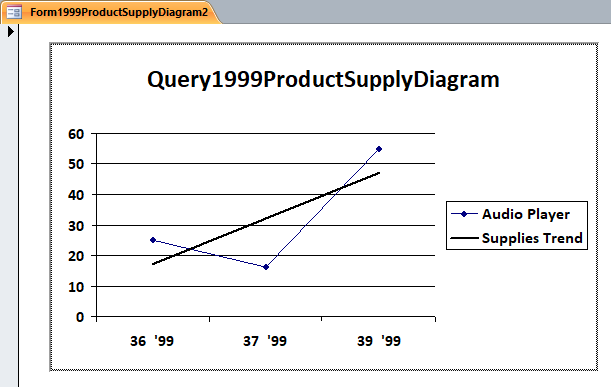 Form1999ProductSupplyDiagram2
Query1999ProductSupplyDiagram
60
50
40
30
20
10
0
36 '99 37 '99 39 '99
Audio Player
Supplies Trend